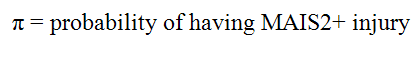 π = probability of having MAIS2+ injury